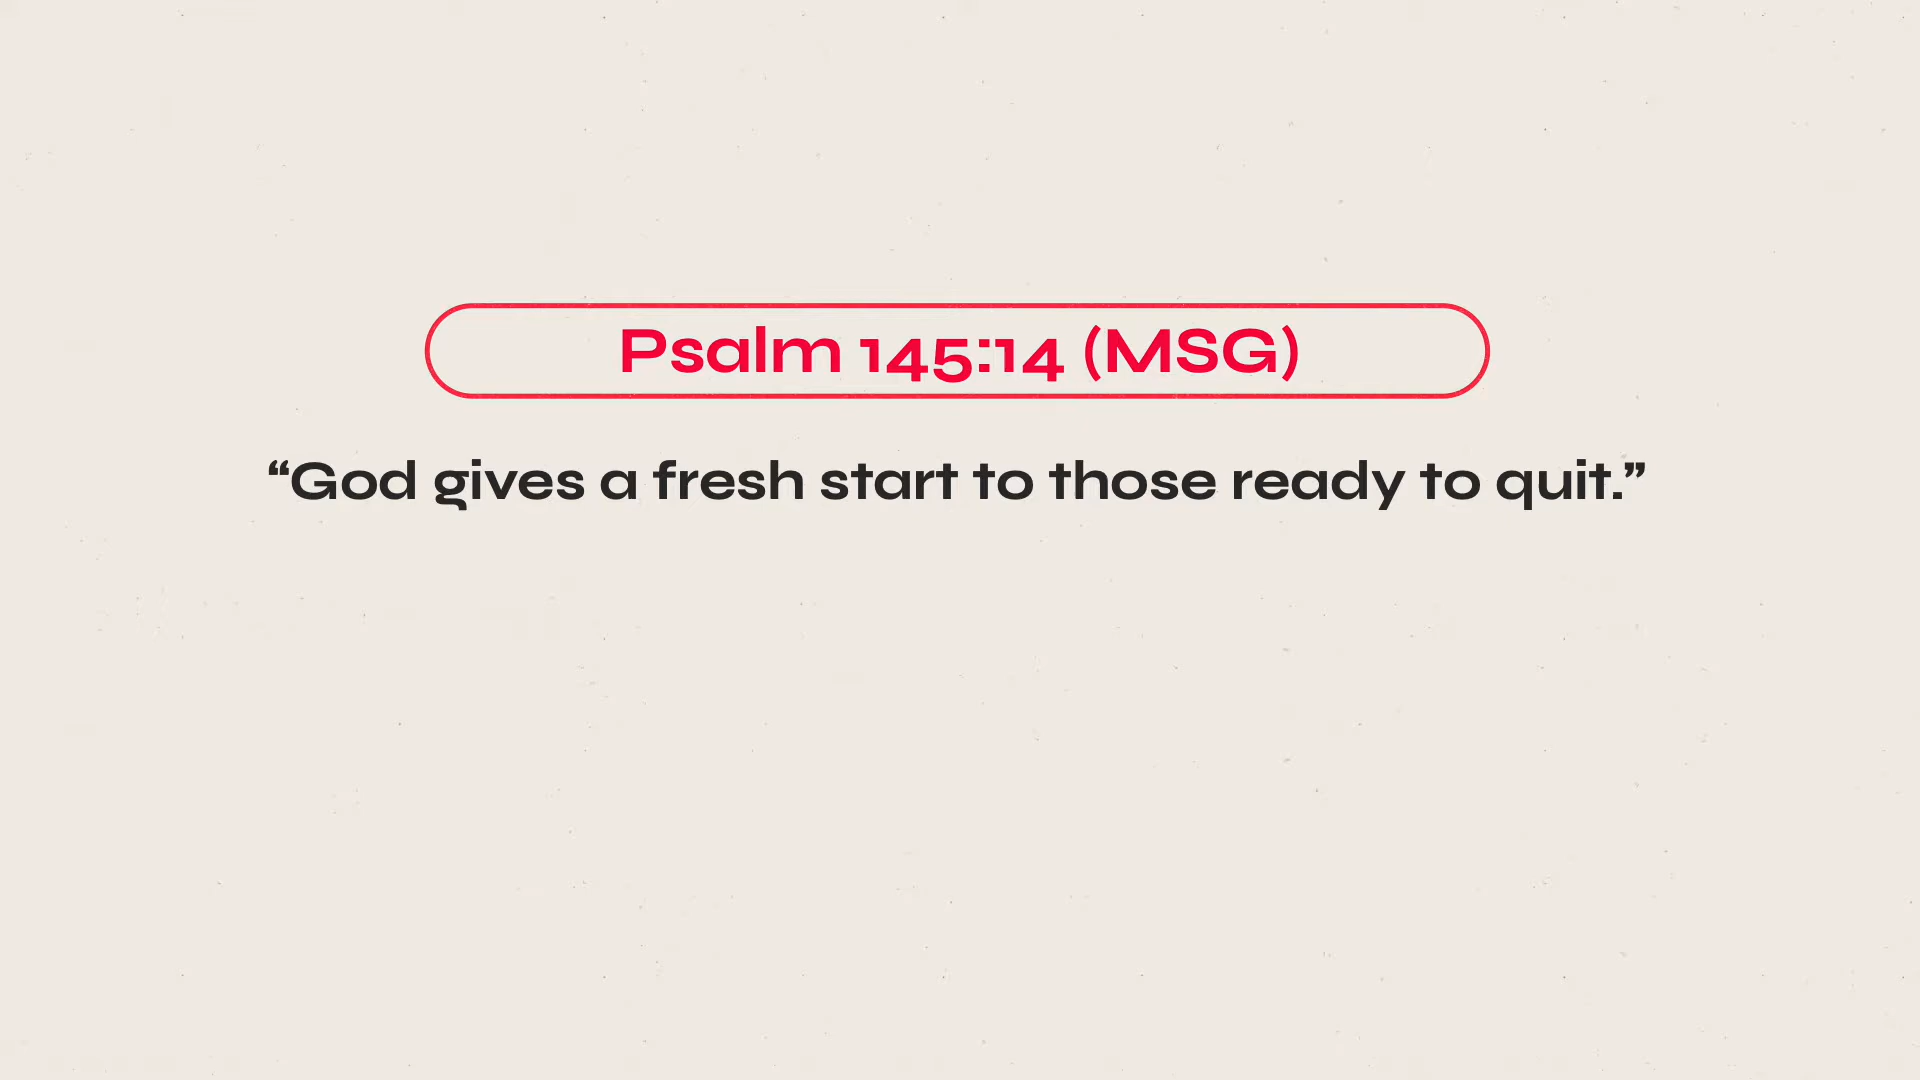 Psalm 145:14 (MSG)
“God gives a fresh start to those ready to quit.”